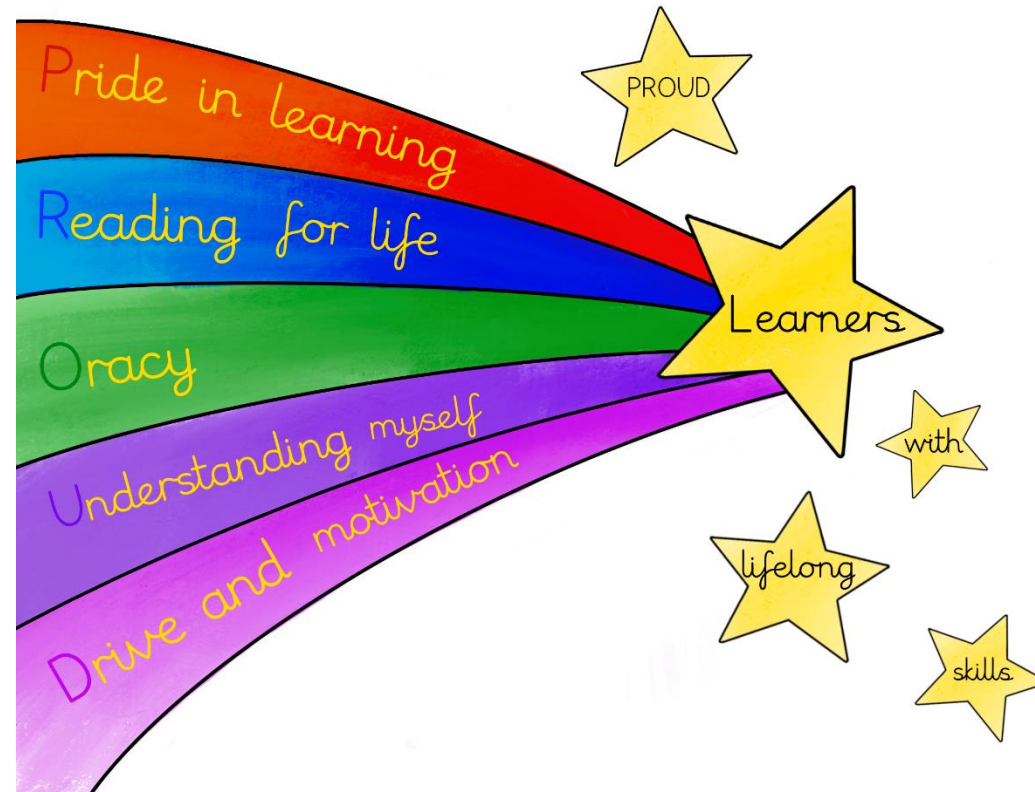 Pride in learning
Reading for life
Oracy
Understanding myself
Drive and motivation
PROUD
Learners
with
lifelong
skills